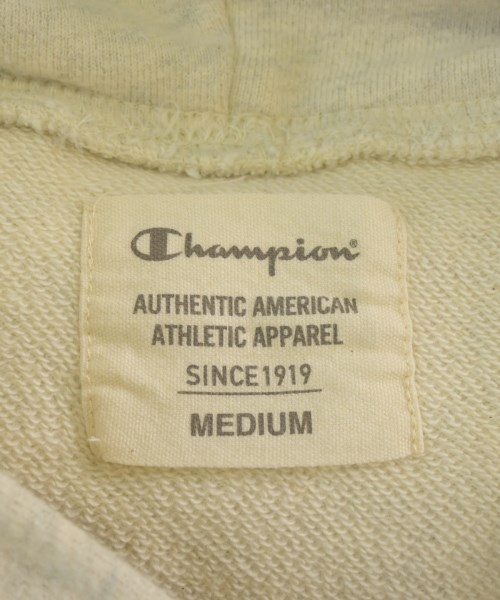 Champion®
AUTHENTIC AMERICAN
ATHLETIC APPAREL
SINCE1919
MEDIUM